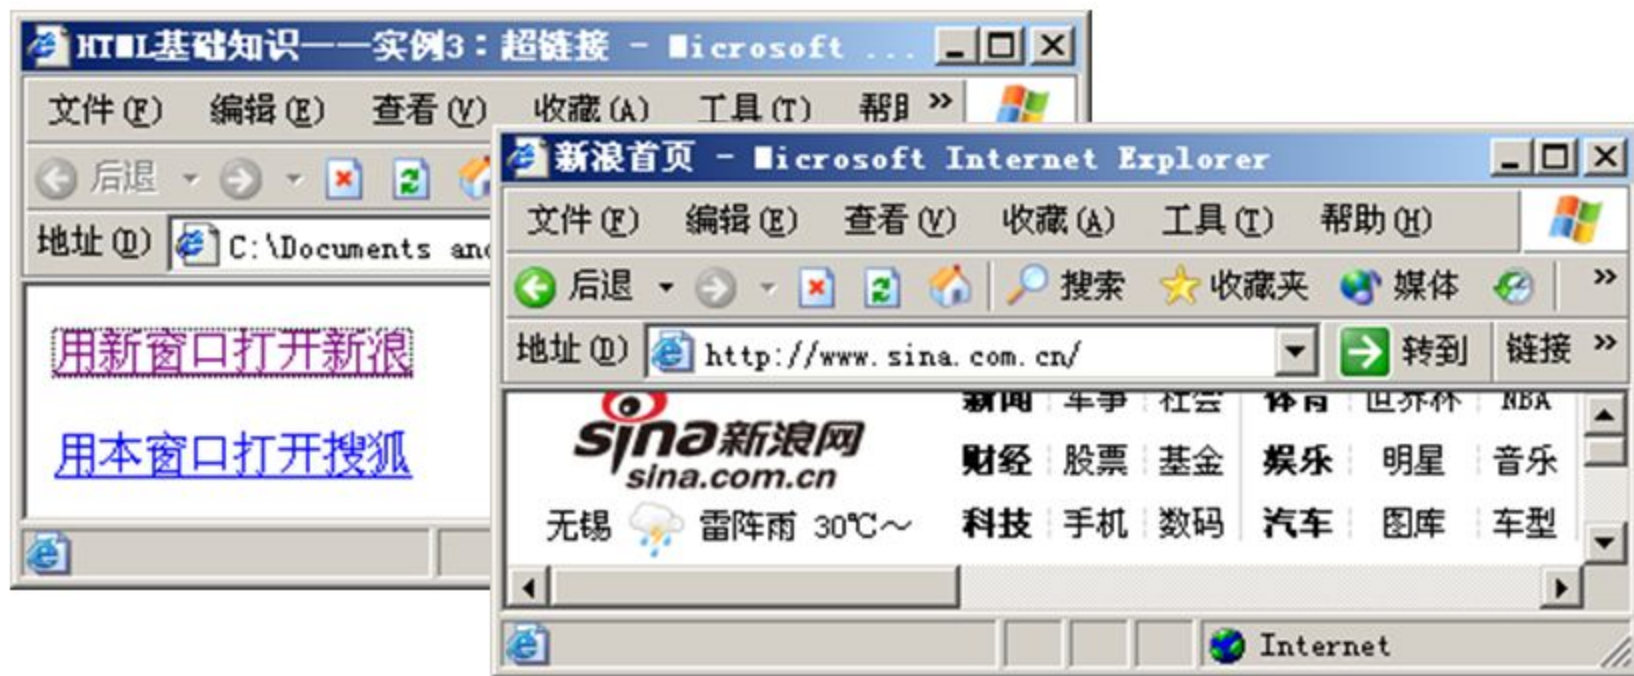 HTML基础知识——实例3：超链接 - Microsoft ...
文件(F) 编辑(E) 查看(V) 收藏(A) 工具(T) »
后退
地址(D) C:\Documents and
用新窗口打开新浪
用本窗口打开搜狐
新浪首页 - Microsoft Internet Explorer
文件(F) 编辑(E) 查看(V) 收藏(A) 工具(T) 帮助(H)
后退 搜索 收藏夹 媒体 »
地址(D) http://www.sina.com.cn/ 转到 链接 »
sina新浪网
sina.com.cn
无锡 雷阵雨 30℃～
新闻 军事 社会 体育 世界杯 NBA
财经 股票 基金 娱乐 明星 音乐
科技 手机 数码 汽车 图库 车型
Internet